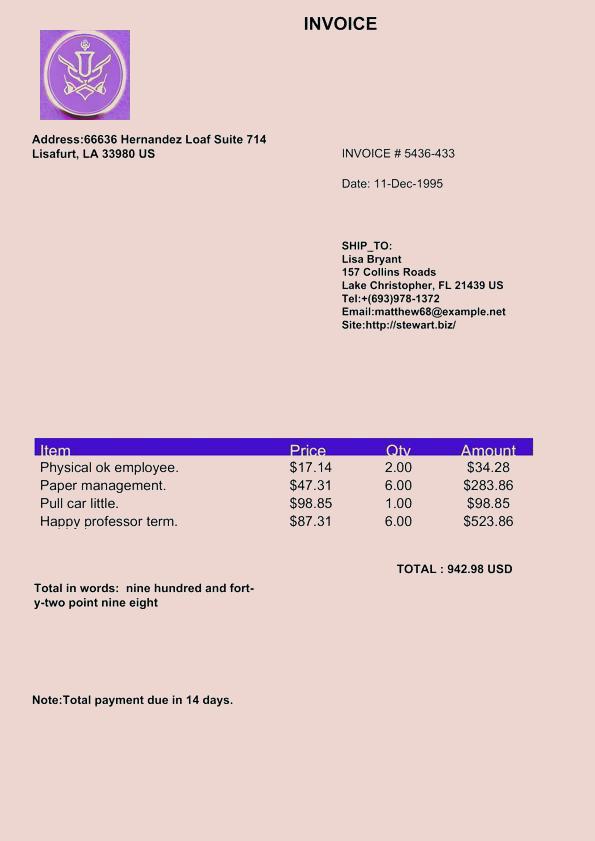 INVOICE
Address:66636 Hernandez Loaf Suite 714
Lisafurt, LA 33980 US
INVOICE # 5436-433
Date: 11-Dec-1995
SHIP_TO:
Lisa Bryant
157 Collins Roads
Lake Christopher, FL 21439 US
Tel:+(693)978-1372
Email:matthew68@example.net
Site:http://stewart.biz/
Item Price Qty Amount
Physical ok employee. $17.14 2.00 $34.28
Paper management. $47.31 6.00 $283.86
Pull car little. $98.85 1.00 $98.85
Happy professor term. $87.31 6.00 $523.86
TOTAL : 942.98 USD
Total in words:  nine hundred and fort-
y-two point nine eight
Note:Total payment due in 14 days.